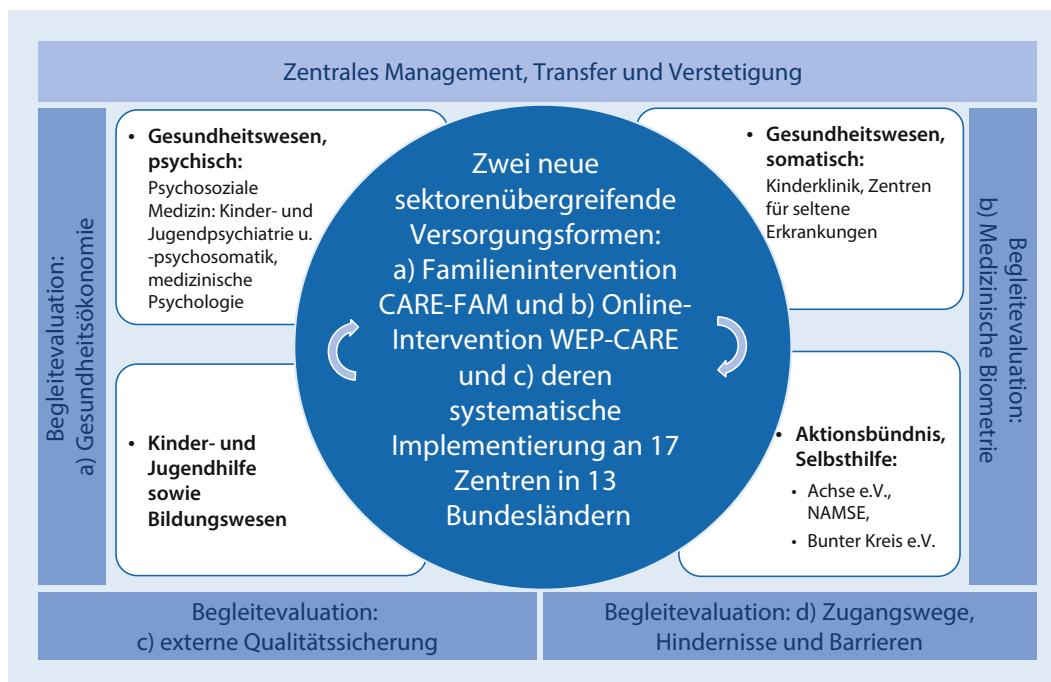 Zentrales Management, Transfer und Verstetigung
Begleitevaluation:
a) Gesundheitsökonomie
• Gesundheitswesen,
psychisch:
Psychosoziale
Medizin: Kinder- und
Jugendpsychiatrie u.
-psychosomatik,
medizinische
Psychologie
Zwei neue
sektorenübergreifende
Versorgungsformen:
a) Familienintervention
CARE-FAM und b) Online-
Intervention WEP-CARE
und c) deren
systematische
Implementierung an 17
Zentren in 13
Bundesländern
• Gesundheitswesen,
somatisch:
Kinderklinik, Zentren
für seltene
Erkrankungen
Begleitevaluation:
b) Medizinische Biometrie
• Kinder- und
Jugendhilfe
sowie
Bildungswesen
• Aktionsbündnis,
Selbsthilfe:
• Achse e.V.,
NAMSE,
• Bunter Kreis e.V.
Begleitevaluation:
c) externe Qualitätssicherung
Begleitevaluation: d) Zugangswege,
Hindernisse und Barrieren